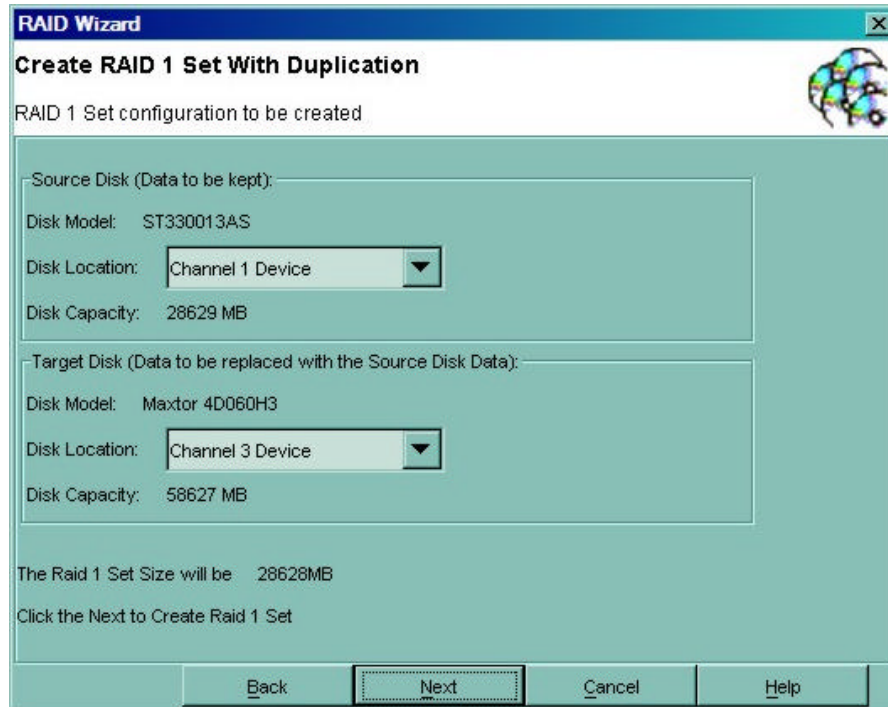 RAID Wizard
Create RAID 1 Set With Duplication
RAID 1 Set configuration to be created
Source Disk (Data to be kept):
Disk Model: ST330013AS
Disk Location: Channel 1 Device
Disk Capacity: 28629 MB
Target Disk (Data to be replaced with the Source Disk Data):
Disk Model: Maxtor 4D060H3
Disk Location: Channel 3 Device
Disk Capacity: 58627 MB
The Raid 1 Set Size will be 28628MB
Click the Next to Create Raid 1 Set
Back Next Cancel Help